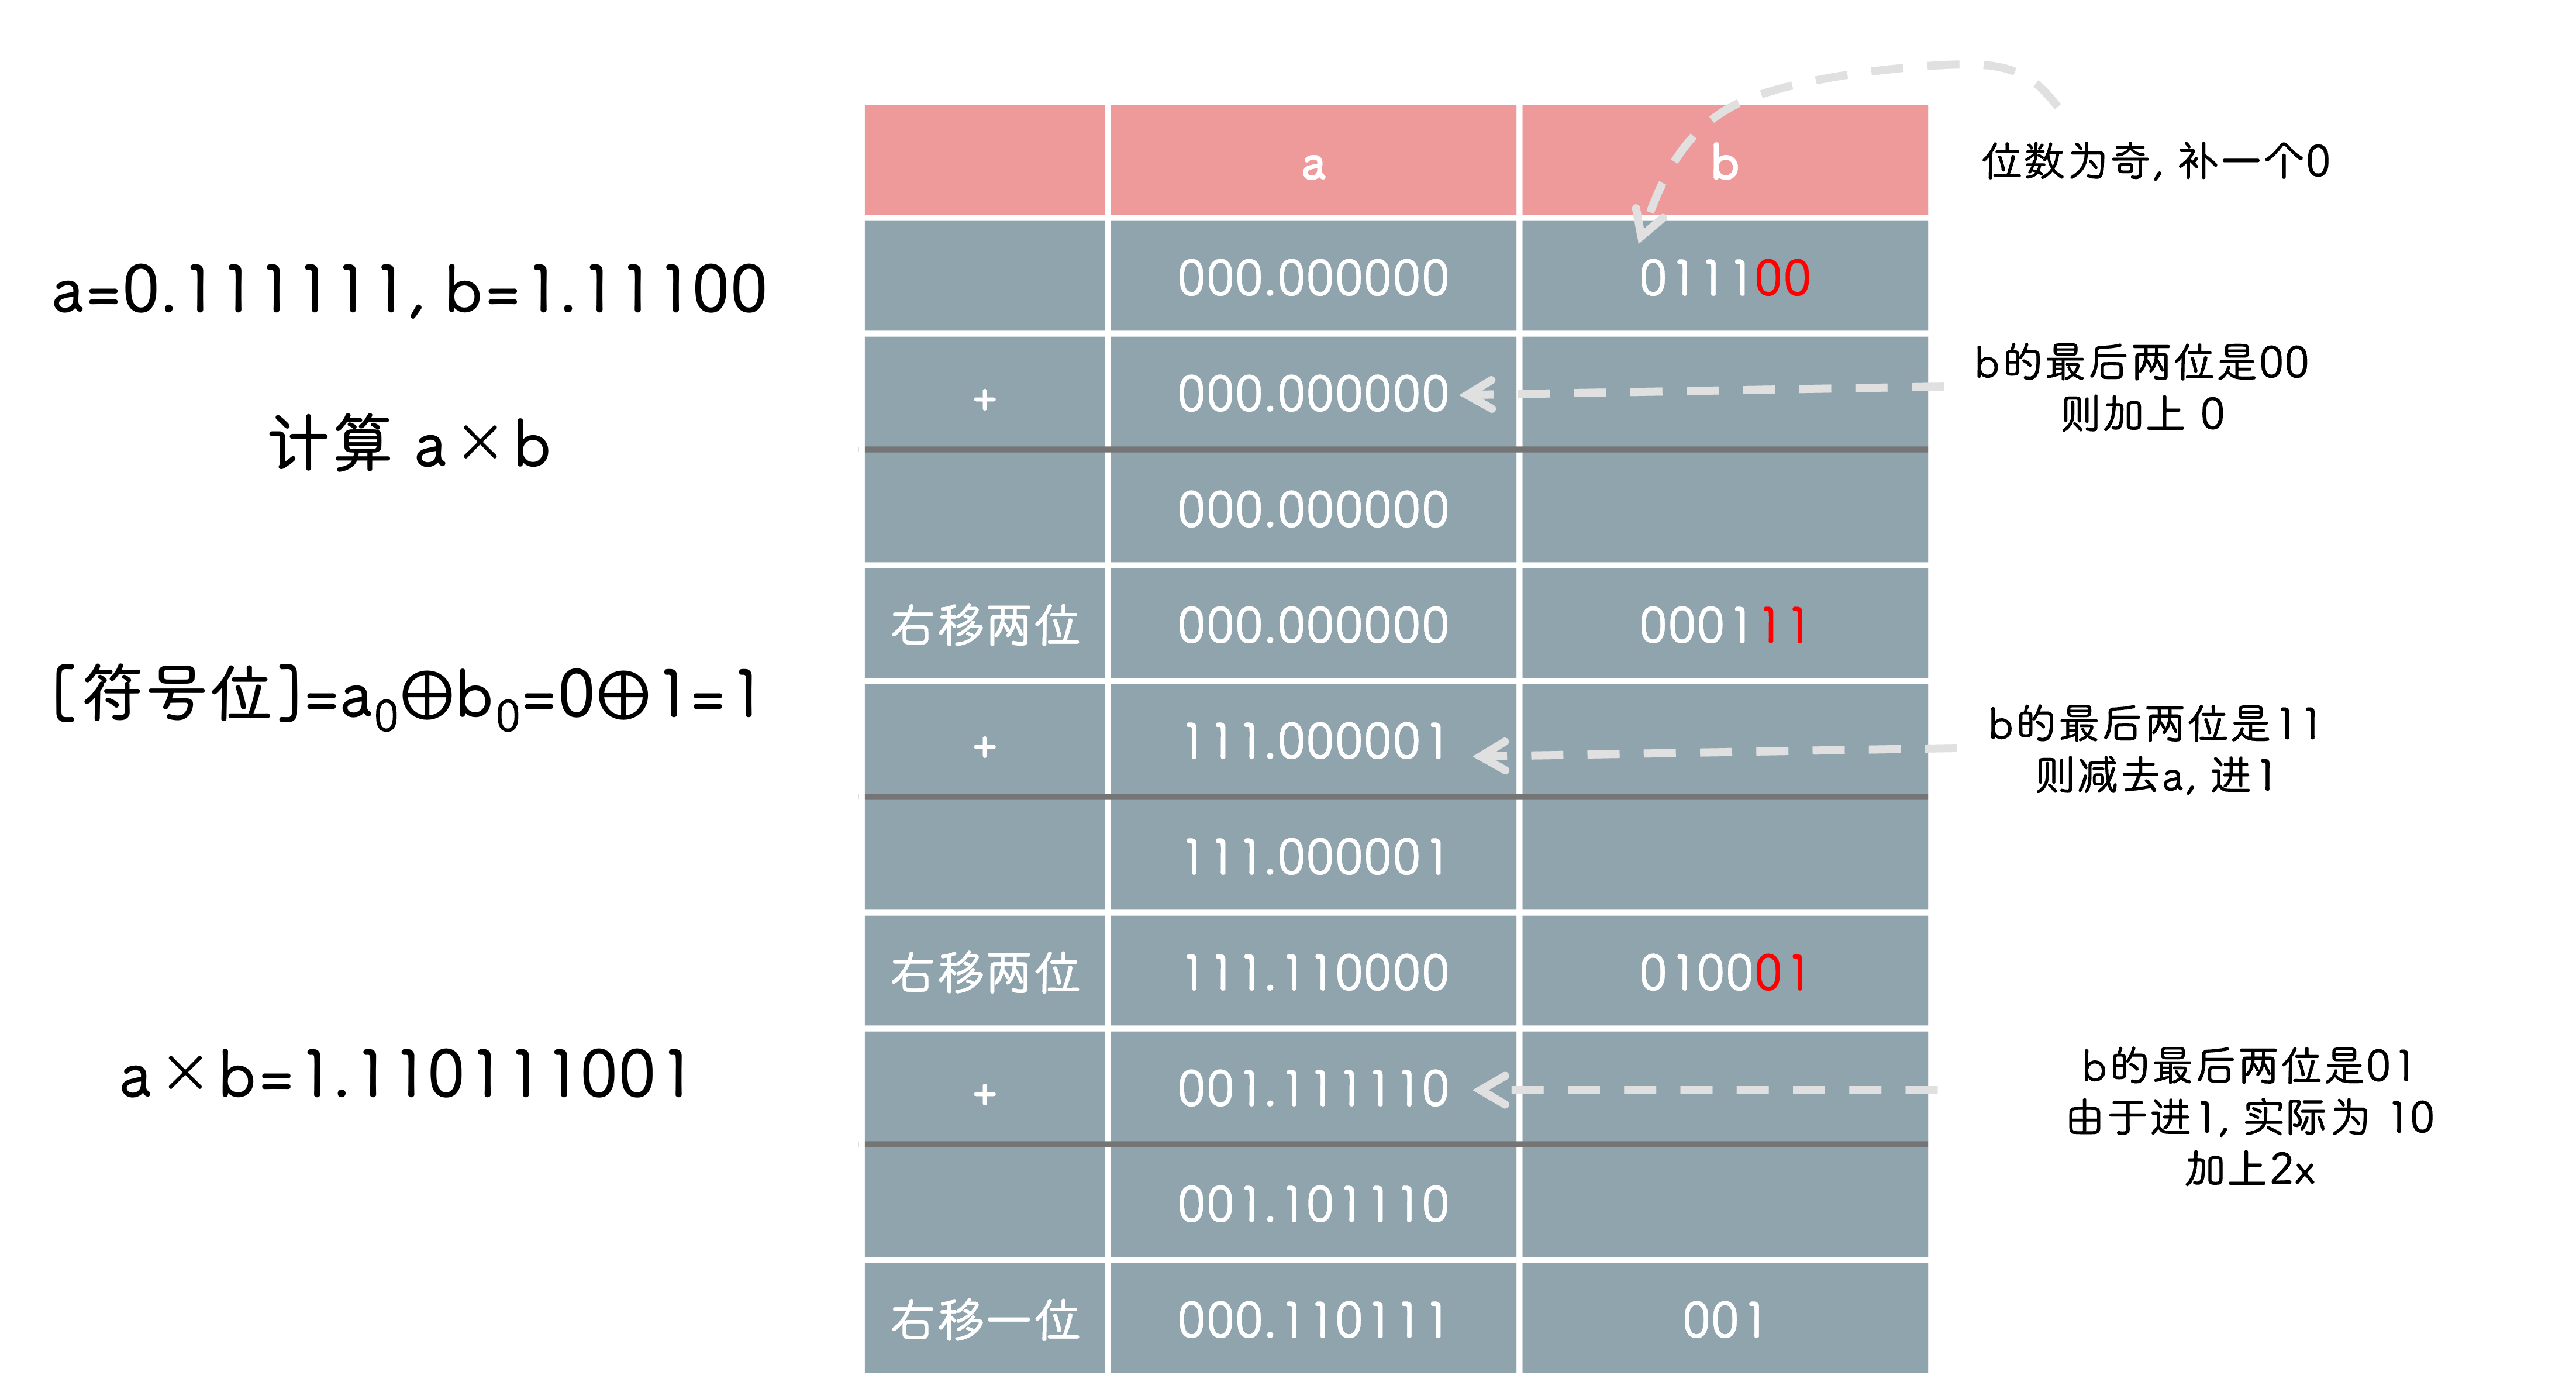 a=0.111111, b=1.11100
计算 a×b
[符号位]=a₀⊕b₀=0⊕1=1
a×b=1.110111001
a b
000.000000 011100
+ 000.000000
000.000000
右移两位 000.000000 000111
+ 111.000001
111.000001
右移两位 111.110000 010001
+ 001.111110
001.101110
右移一位 000.110111 001
位数为奇, 补一个0
b的最后两位是00
则加上 0
b的最后两位是11
则减去a, 进1
b的最后两位是01
由于进1, 实际为 10
加上2x